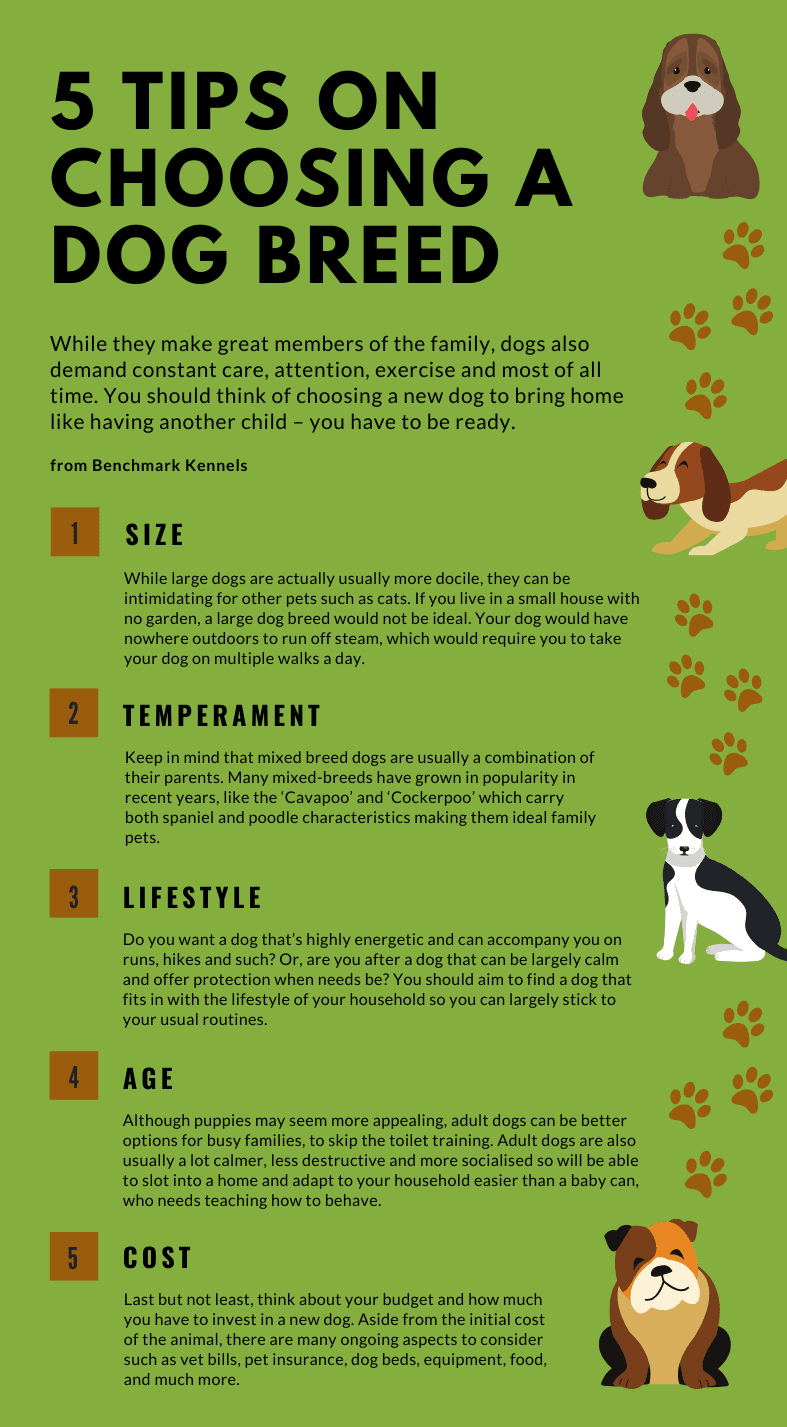 5 TIPS ON
CHOOSING A
DOG BREED
While they make great members of the family, dogs also
demand constant care, attention, exercise and most of all
time. You should think of choosing a new dog to bring home
like having another child – you have to be ready.
from Benchmark Kennels
1
SIZE
While large dogs are actually usually more docile, they can be
intimidating for other pets such as cats. If you live in a small house with
no garden, a large dog breed would not be ideal. Your dog would have
nowhere outdoors to run off steam, which would require you to take
your dog on multiple walks a day.
2
TEMPERAMENT
Keep in mind that mixed breed dogs are usually a combination of
their parents. Many mixed-breeds have grown in popularity in
recent years, like the ‘Cavapoo’ and ‘Cockerpoo’ which carry
both spaniel and poodle characteristics making them ideal family
pets.
3
LIFESTYLE
Do you want a dog that’s highly energetic and can accompany you on
runs, hikes and such? Or, are you after a dog that can be largely calm
and offer protection when needs be? You should aim to find a dog that
fits in with the lifestyle of your household so you can largely stick to
your usual routines.
4
AGE
Although puppies may seem more appealing, adult dogs can be better
options for busy families, to skip the toilet training. Adult dogs are also
usually a lot calmer, less destructive and more socialised so will be able
to slot into a home and adapt to your household easier than a baby can,
who needs teaching how to behave.
5
COST
Last but not least, think about your budget and how much
you have to invest in a new dog. Aside from the initial cost
of the animal, there are many ongoing aspects to consider
such as vet bills, pet insurance, dog beds, equipment, food,
and much more.